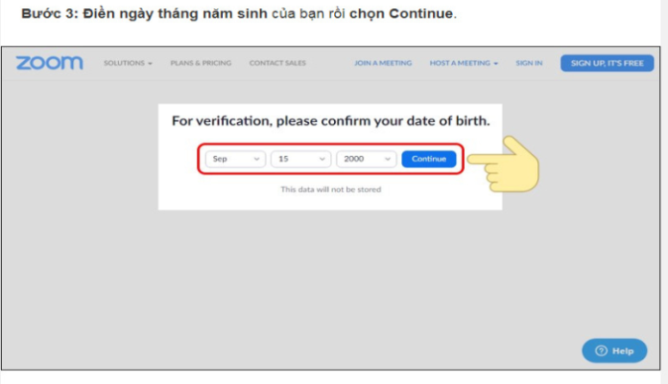 Bước 3: Điền ngày tháng năm sinh của bạn rồi chọn Continue.
zoom SOLUTIONS PLANS & PRICING CONTACT SALES JOIN A MEETING HOST A MEETING SIGN IN SIGN UP, IT'S FREE
For verification, please confirm your date of birth.
Sep 15 2000 Continue
This data will not be stored
Help